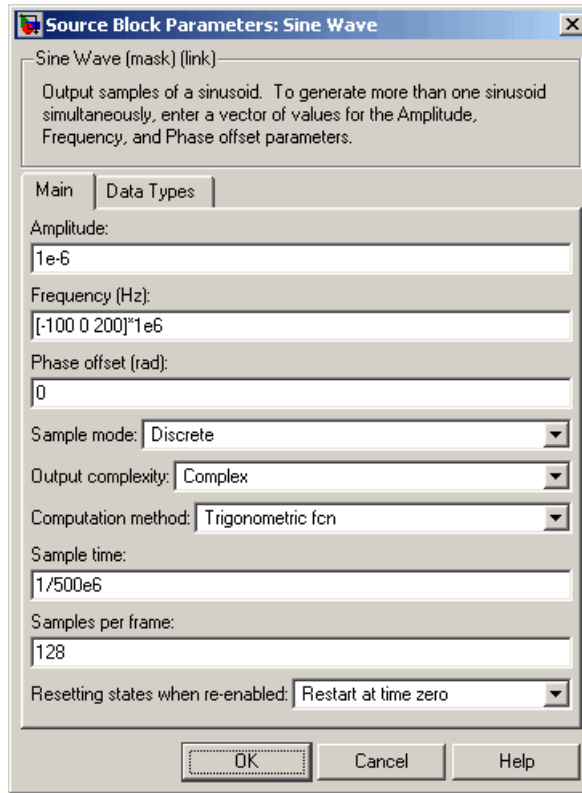 Source Block Parameters: Sine Wave
Sine Wave (mask) (link)
Output samples of a sinusoid. To generate more than one sinusoid
simultaneously, enter a vector of values for the Amplitude,
Frequency, and Phase offset parameters.
Main Data Types
Amplitude:
1e-6
Frequency (Hz):
[-100 0 200]*1e6
Phase offset (rad):
0
Sample mode: Discrete
Output complexity: Complex
Computation method: Trigonometric fcn
Sample time:
1/500e6
Samples per frame:
128
Resetting states when re-enabled: Restart at time zero
OK Cancel Help